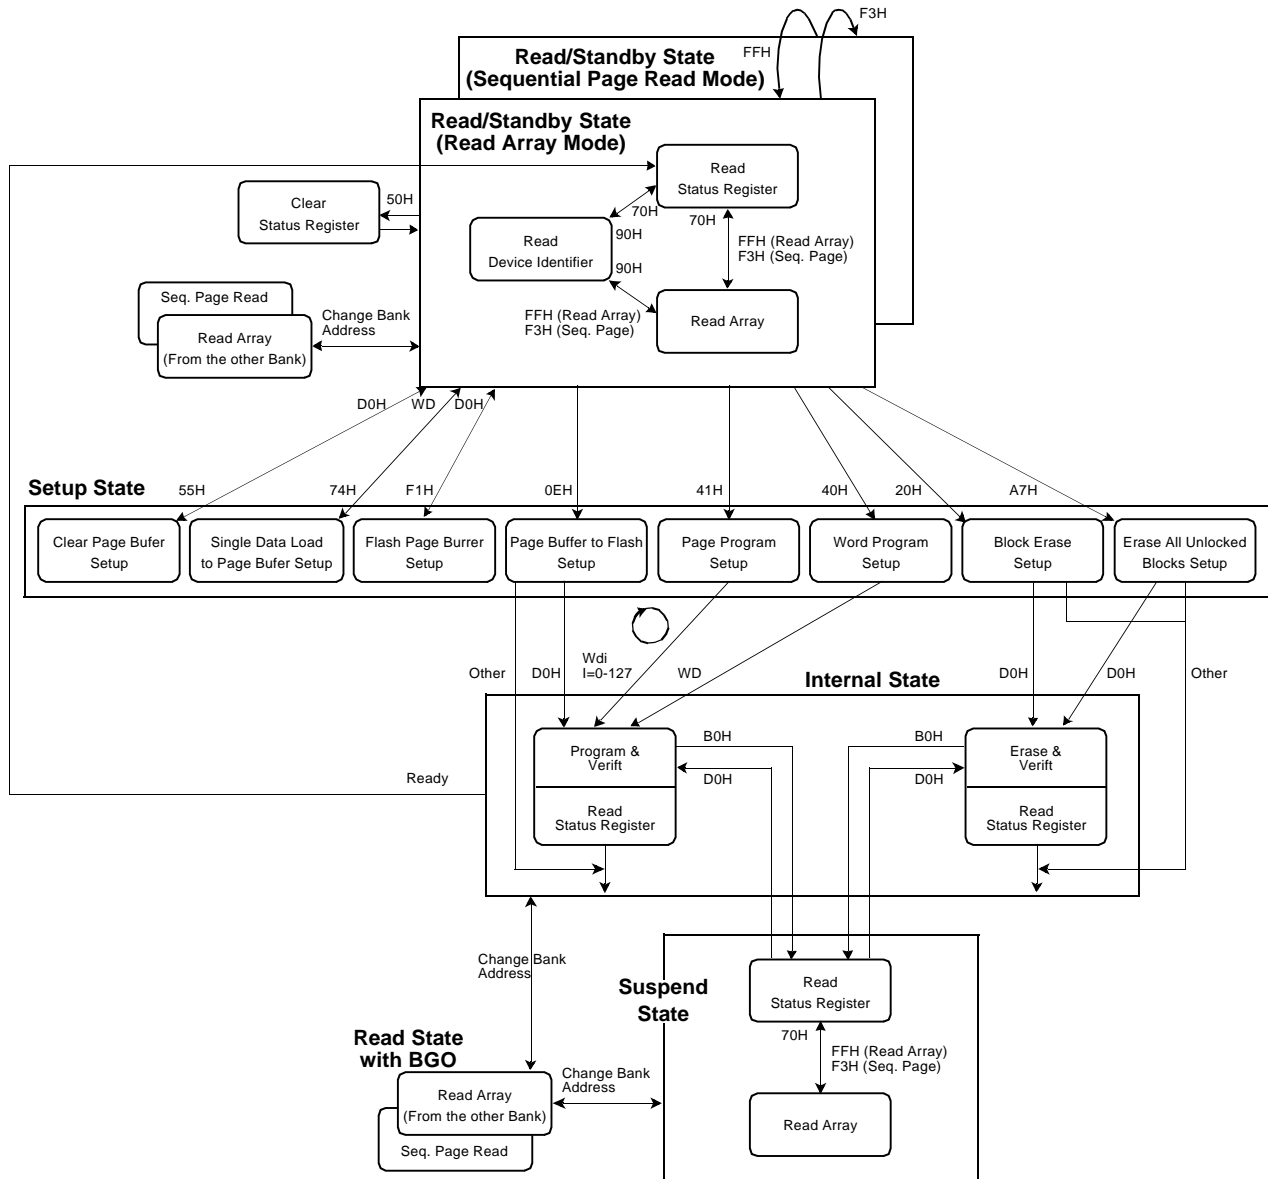 F3H
FFH
Read/Standby State
(Sequential Page Read Mode)
Read/Standby State
(Read Array Mode)
Read
Status Register
Clear
Status Register
50H
70H
70H
90H
Read
Device Identifier
FFH (Read Array)
F3H (Seq. Page)
90H
Seq. Page Read
Read Array
(From the other Bank)
Change Bank
Address
FFH (Read Array)
F3H (Seq. Page)
Read Array
D0H
WD
D0H
Setup State
55H
74H
F1H
0EH
41H
40H
20H
A7H
Clear Page Bufer
Setup
Single Data Load
to Page Bufer Setup
Flash Page Burrer
Setup
Page Buffer to Flash
Setup
Page Program
Setup
Word Program
Setup
Block Erase
Setup
Erase All Unlocked
Blocks Setup
Other
D0H
Wdi
I=0-127
WD
Internal State
D0H
D0H
Other
Program &
Verift
Read
Status Register
B0H
D0H
B0H
D0H
Erase &
Verift
Read
Status Register
Ready
Change Bank
Address
Suspend
State
Read
Status Register
70H
FFH (Read Array)
F3H (Seq. Page)
Read Array
Read State
with BGO
Read Array
(From the other Bank)
Seq. Page Read
Change Bank
Address